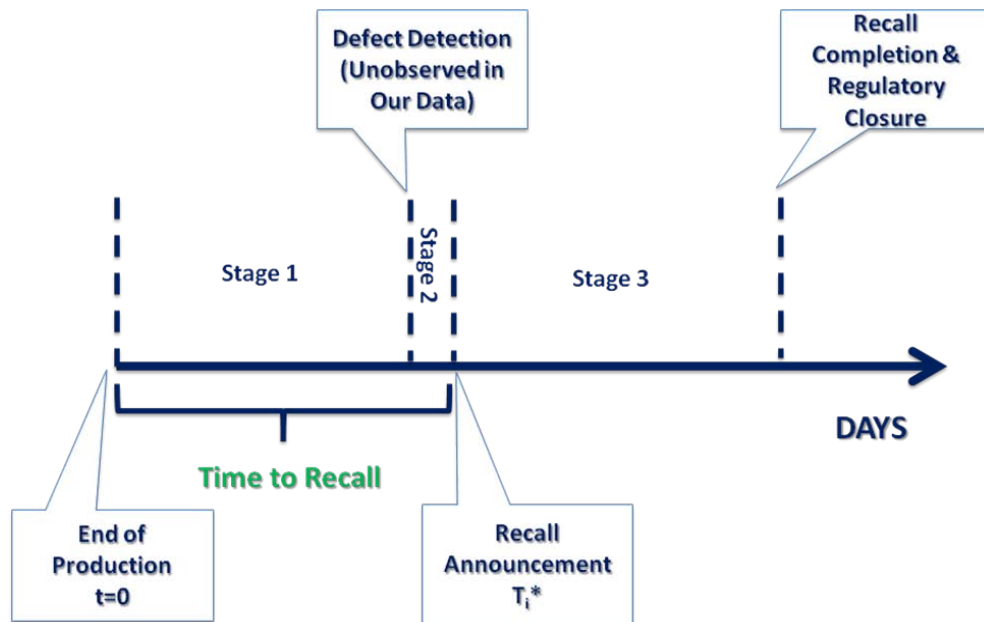 Defect Detection
(Unobserved in
Our Data)
Recall
Completion &
Regulatory
Closure
Stage 1
Stage 2
Stage 3
DAYS
Time to Recall
End of
Production
t=0
Recall
Announcement
Tᵢ*